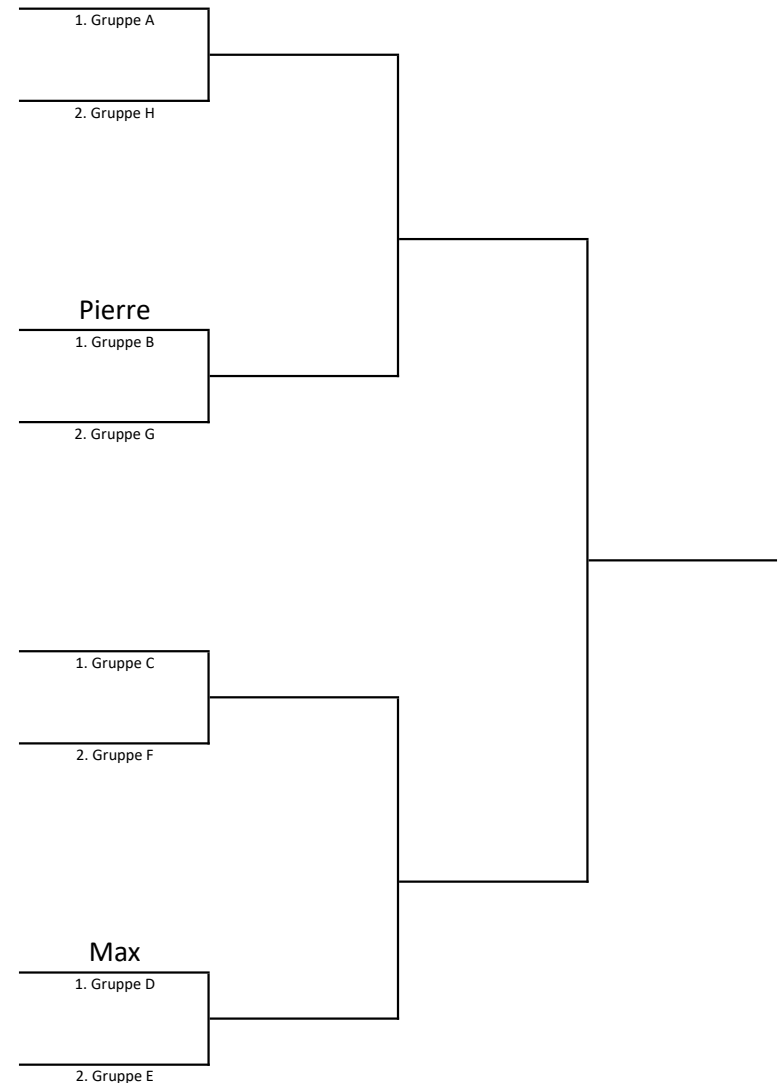 1. Gruppe A
2. Gruppe H
Pierre
1. Gruppe B
2. Gruppe G
1. Gruppe C
2. Gruppe F
Max
1. Gruppe D
2. Gruppe E